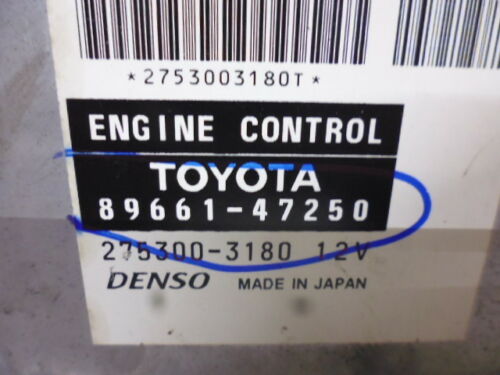 *2753003180T*
ENGINE CONTROL
TOYOTA
89661-47250
275300-3180 12V
DENSO MADE IN JAPAN